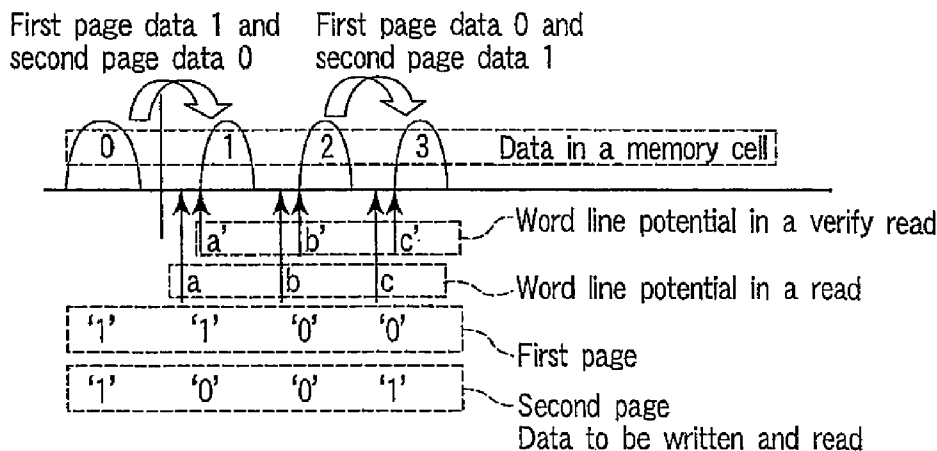 First page data 1 and
second page data 0
First page data 0 and
second page data 1
0 1 2 3 Data in a memory cell
a' b' c' Word line potential in a verify read
a b c Word line potential in a read
'1' '1' '0' '0'
First page
'1' '0' '0' '1'
Second page
Data to be written and read